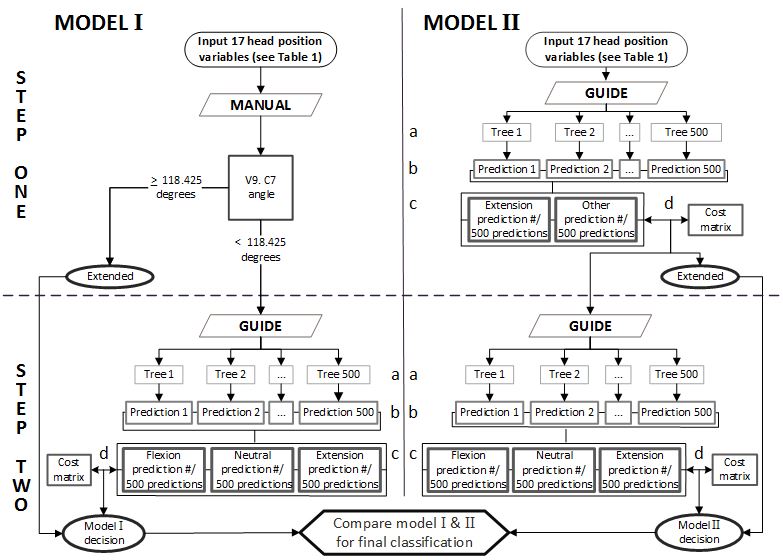 MODEL I
MODEL II
Input 17 head position
variables (see Table 1)
Input 17 head position
variables (see Table 1)
STEP ONE
MANUAL
GUIDE
a
Tree 1
Tree 2
...
Tree 500
b
Prediction 1
Prediction 2
...
Prediction 500
≥ 118.425
degrees
V9. C7
angle
c
Extension
prediction #/
500 predictions
Other
prediction #/
500 predictions
d
Cost
matrix
< 118.425
degrees
Extended
Extended
STEP TWO
GUIDE
GUIDE
Tree 1
Tree 2
...
Tree 500
a
a
Tree 1
Tree 2
...
Tree 500
Prediction 1
Prediction 2
...
Prediction 500
b
b
Prediction 1
Prediction 2
...
Prediction 500
Cost
matrix
d
Flexion
prediction #/
500 predictions
Neutral
prediction #/
500 predictions
Extension
prediction #/
500 predictions
c
c
Flexion
prediction #/
500 predictions
Neutral
prediction #/
500 predictions
Extension
prediction #/
500 predictions
d
Cost
matrix
Model I
decision
Compare model I & II
for final classification
Model II
decision